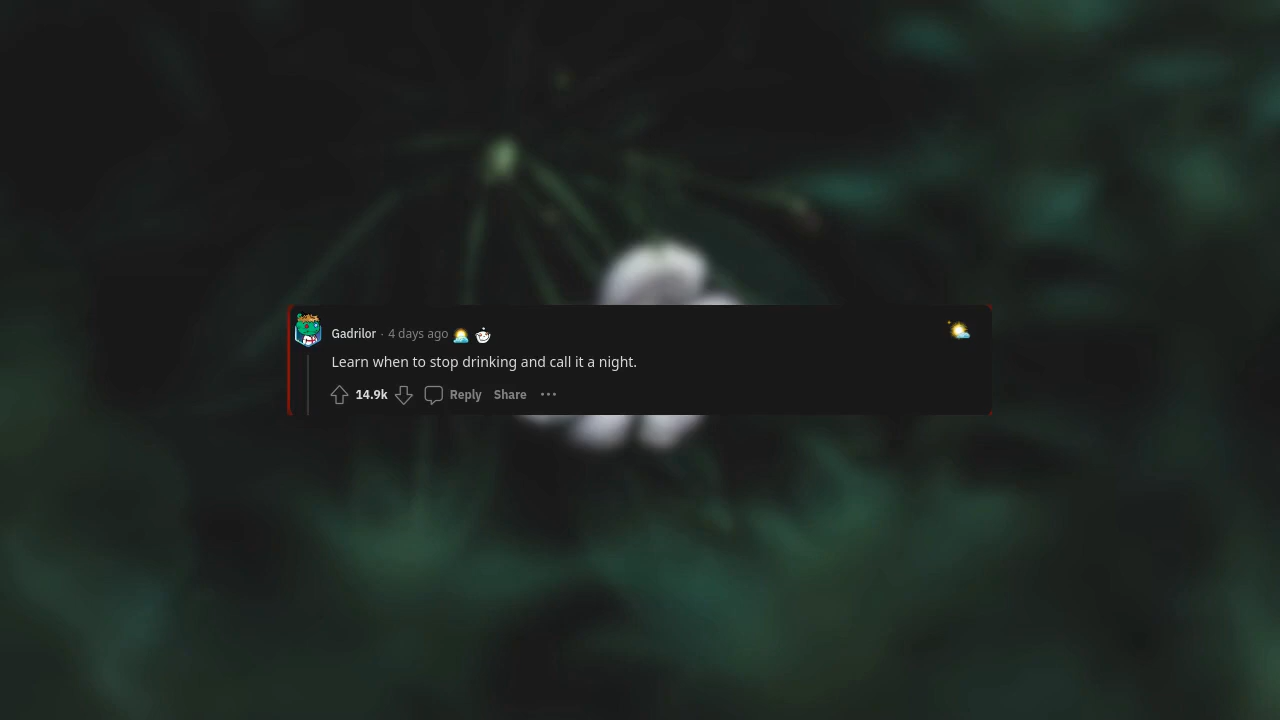 Gadrilor · 4 days ago
Learn when to stop drinking and call it a night.
14.9k Reply Share ···